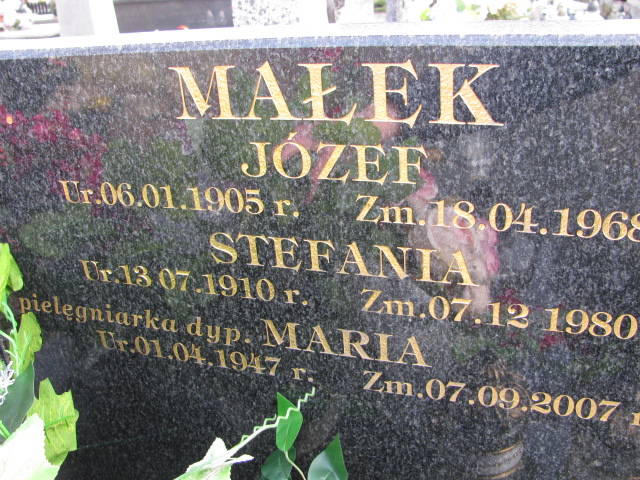 MAŁEK
JÓZEF
Ur.06.01.1905 r. Zm.18.04.1968
STEFANIA
Ur.13 07.1910 r. Zm.07.12 1980
pielęgniarka dyp. MARIA
Ur.01.04.1947 r. Zm.07.09.2007 r